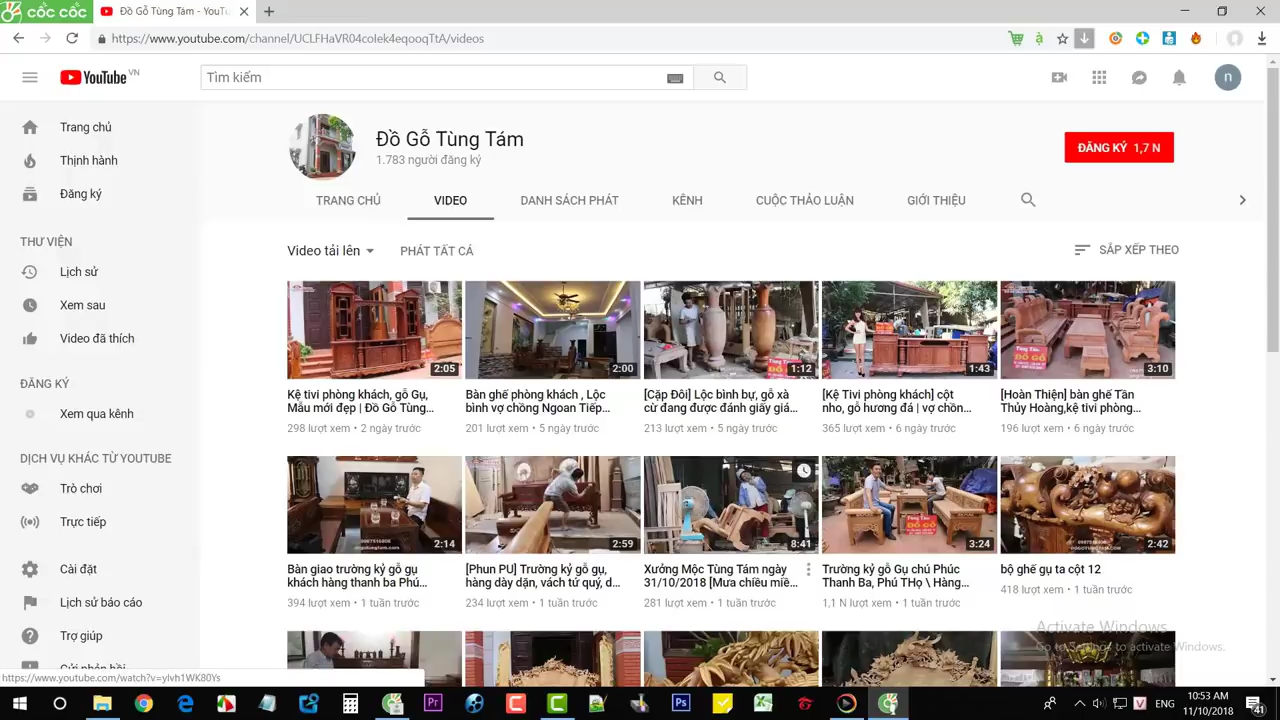 CỐC CỐC
Đồ Gỗ Tùng Tám - YouTu
https://www.youtube.com/channel/UCLFHaVR04colek4eqooqTtA/videos
YouTube VN
Tìm kiếm
n
Trang chủ
Thịnh hành
Đăng ký
THƯ VIỆN
Lịch sử
Xem sau
Video đã thích
ĐĂNG KÝ
Xem qua kênh
DỊCH VỤ KHÁC TỪ YOUTUBE
Trò chơi
Trực tiếp
Cài đặt
Lịch sử báo cáo
Trợ giúp
Gửi phản hồi
Đồ Gỗ Tùng Tám
1.783 người đăng ký
ĐĂNG KÝ 1,7 N
TRANG CHỦ VIDEO DANH SÁCH PHÁT KÊNH CUỘC THẢO LUẬN GIỚI THIỆU
Video tải lên PHÁT TẤT CẢ SẮP XẾP THEO
2:05 2:00 1:12 1:43 3:10
Kệ tivi phòng khách, gỗ Gụ,
Mẫu mới đẹp | Đồ Gỗ Tùng...
298 lượt xem • 2 ngày trước
Bàn ghế phòng khách , Lộc
bình vợ chồng Ngoan Tiếp...
201 lượt xem • 5 ngày trước
[Cặp Đôi] Lộc bình bự, gỗ xà
cừ đang được đánh giấy giá...
213 lượt xem • 5 ngày trước
[Kệ Tivi phòng khách] cột
nho, gỗ hương đá | vợ chồn...
365 lượt xem • 6 ngày trước
[Hoàn Thiện] bàn ghế Tần
Thủy Hoàng,kệ tivi phòng...
196 lượt xem • 6 ngày trước
2:14 2:59 8:41 3:24 2:42
Bàn giao trường kỷ gỗ gụ
khách hàng thanh ba Phú...
394 lượt xem • 1 tuần trước
[Phun PU] Trường kỷ gỗ gụ,
hàng dày dặn, vách tứ quý, d...
234 lượt xem • 1 tuần trước
Xưởng Mộc Tùng Tám ngày
31/10/2018 [Mưa chiều miề...
281 lượt xem • 1 tuần trước
Trường kỷ gỗ Gụ chú Phúc
Thanh Ba, Phú THọ \ Hàng...
1,1 N lượt xem • 1 tuần trước
bộ ghế gụ ta cột 12
418 lượt xem • 1 tuần trước
Activate Windows
Go to Settings to activate Windows.
https://www.youtube.com/watch?v=ylvh1WK80Ys
ENG
10:53 AM
11/10/2018
41